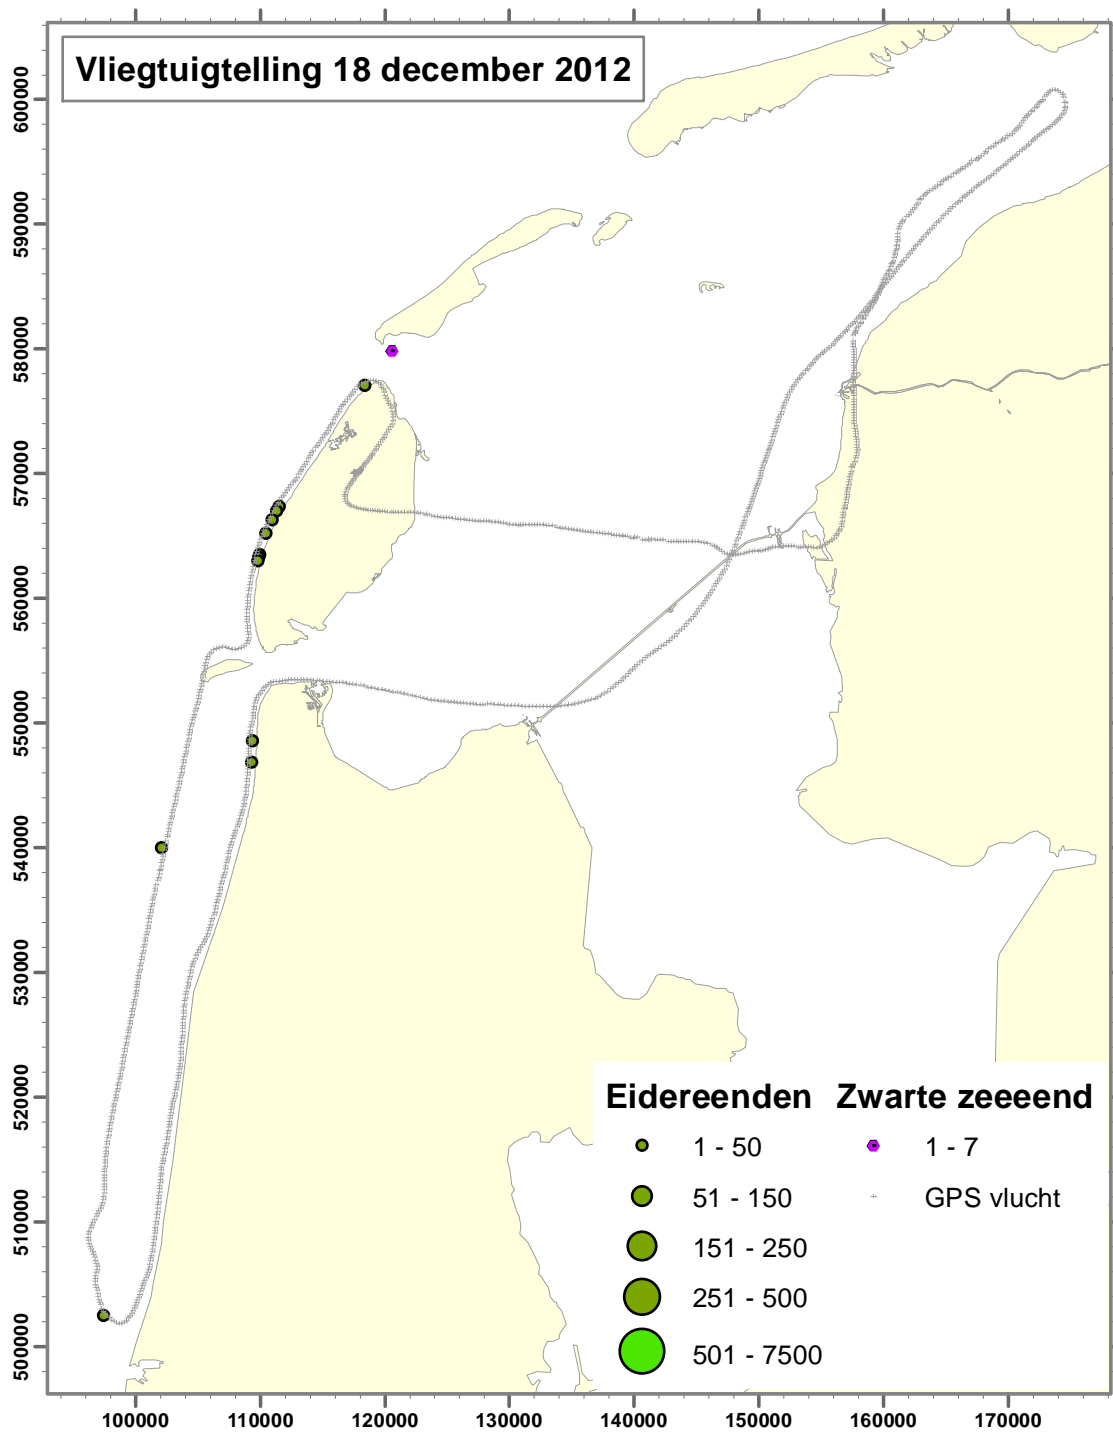 Vliegtuigtelling 18 december 2012
600000
590000
580000
570000
560000
550000
540000
530000
520000
510000
500000
Eidereenden
1 - 50
51 - 150
151 - 250
251 - 500
501 - 7500
Zwarte zeeeend
1 - 7
GPS vlucht
100000 110000 120000 130000 140000 150000 160000 170000